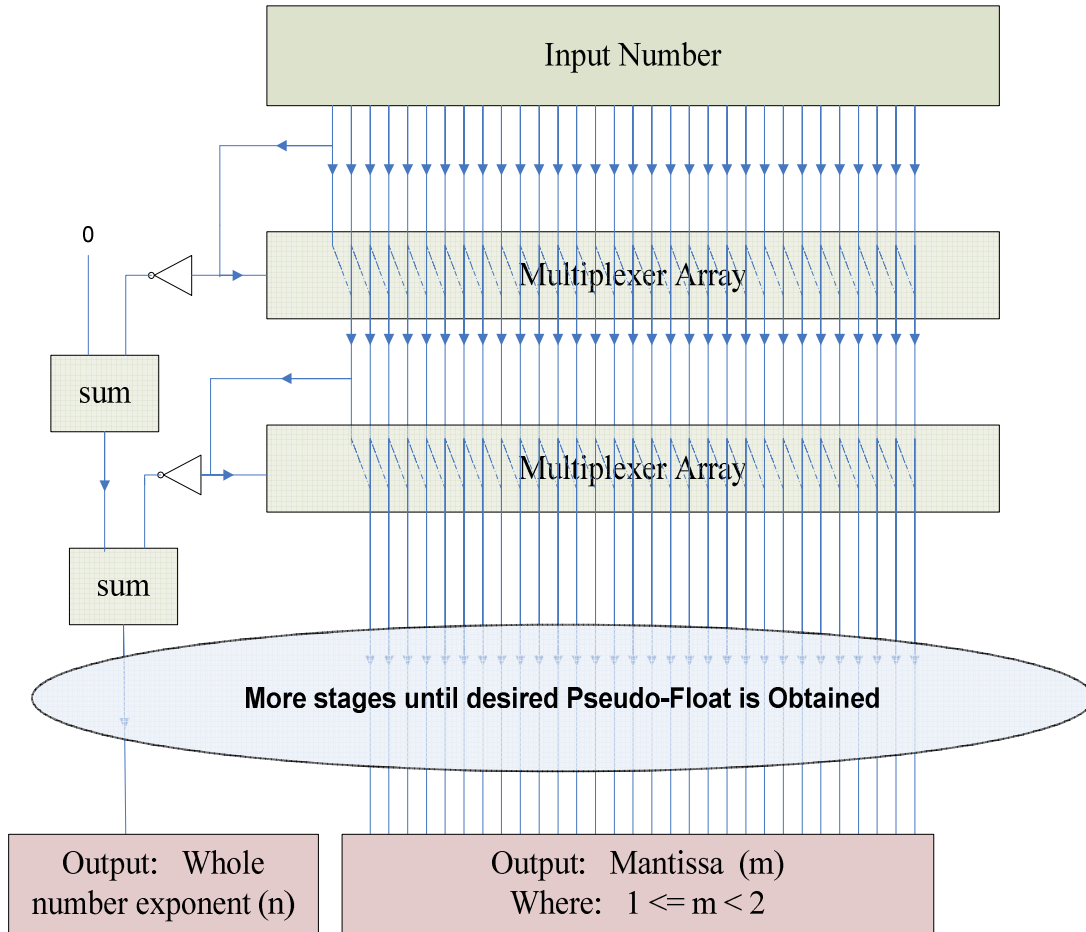 Input Number
0
Multiplexer Array
sum
Multiplexer Array
sum
More stages until desired Pseudo-Float is Obtained
Output: Whole
number exponent (n)
Output: Mantissa (m)
Where: 1 <= m < 2